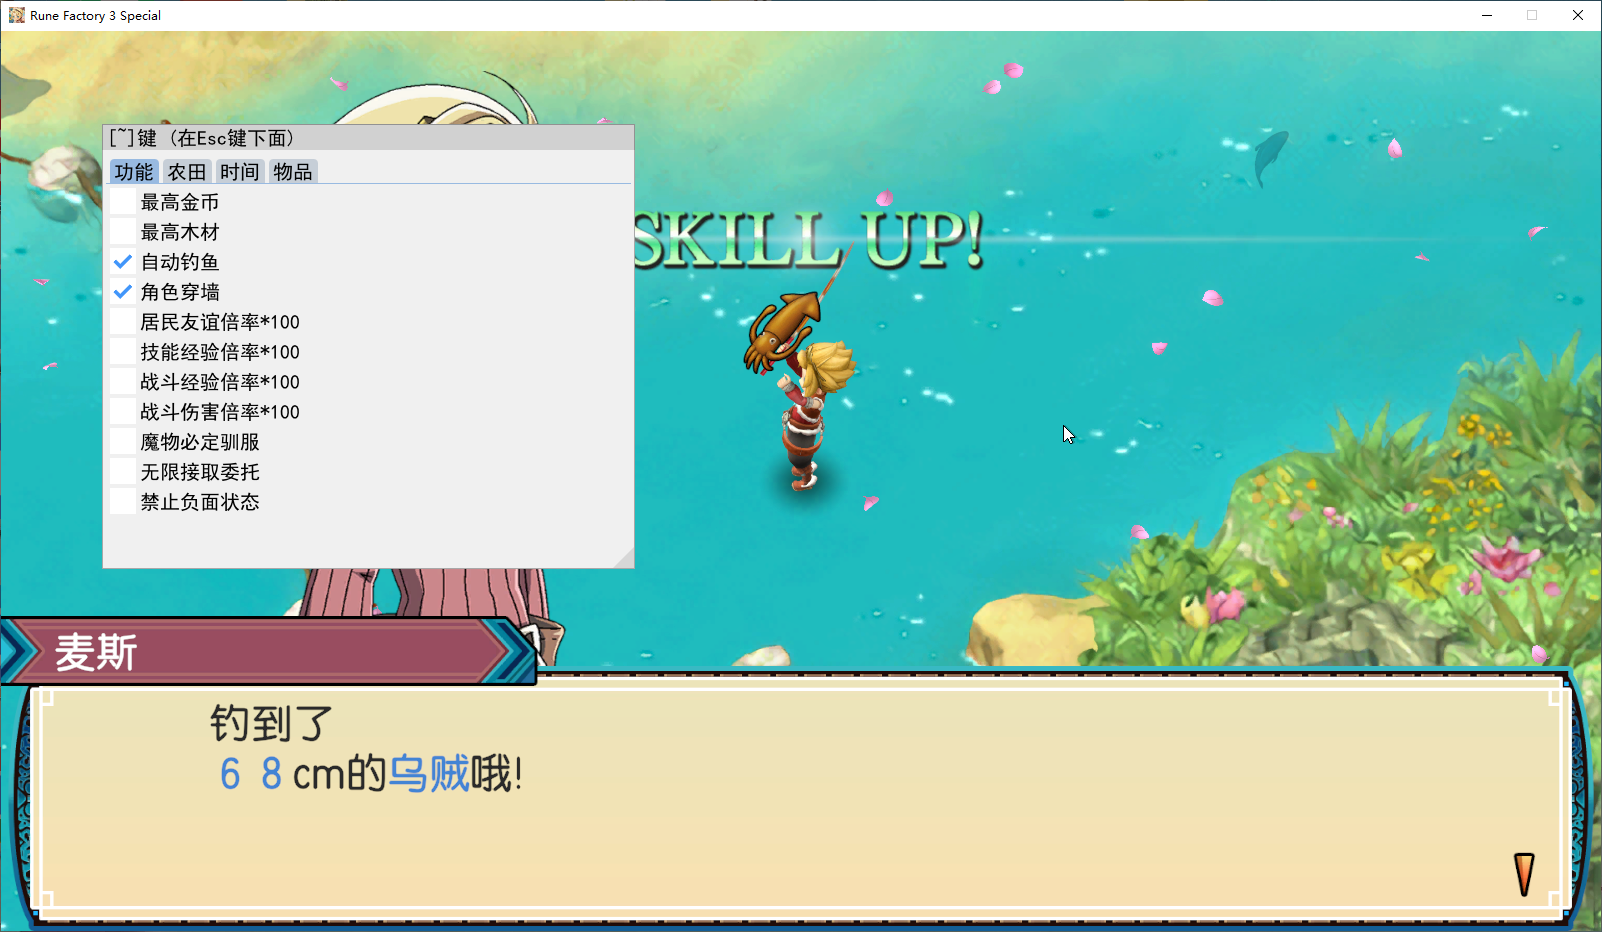 Rune Factory 3 Special
[~]键 (在Esc键下面)
功能 农田 时间 物品
最高金币
最高木材
自动钓鱼
角色穿墙
居民友谊倍率*100
技能经验倍率*100
战斗经验倍率*100
战斗伤害倍率*100
魔物必定驯服
无限接取委托
禁止负面状态
SKILL UP!
麦斯
钓到了
68cm的乌贼哦!